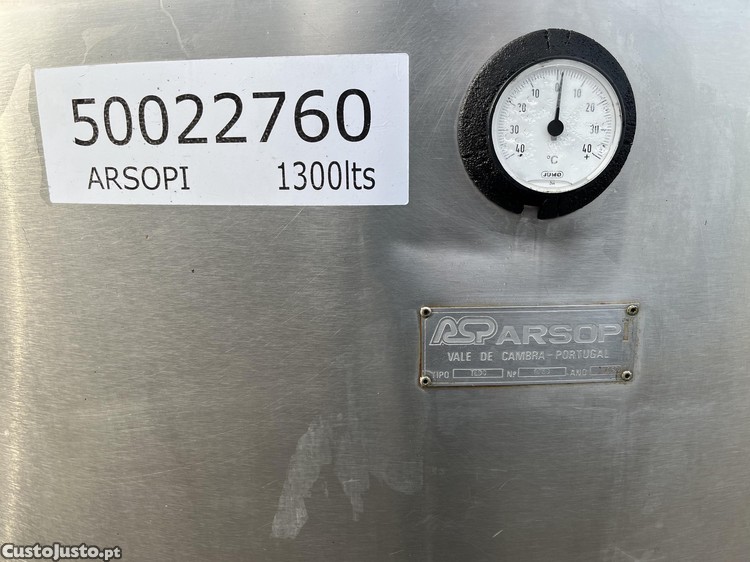 50022760
ARSOPI 1300lts
10 0 10
20 20
30 30
40 40
- °C +
JUMO
ASP ARSOPI
VALE DE CAMBRA-PORTUGAL
TIPO Nº ANO
CustoJusto.pt